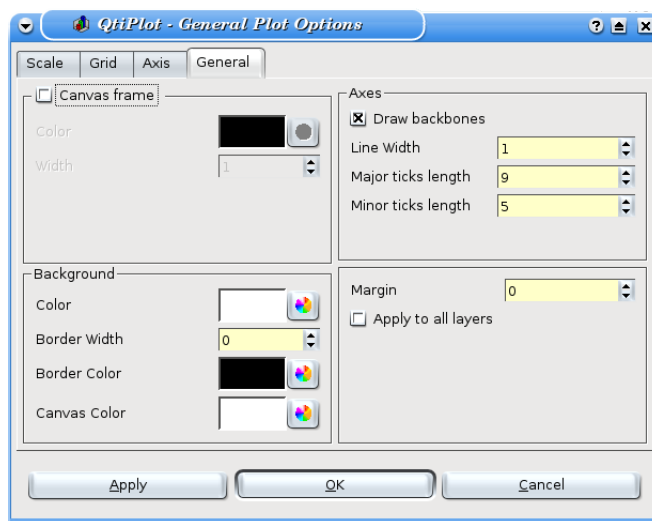 QtiPlot - General Plot Options
Scale Grid Axis General
Canvas frame
Color
Width 1
Axes
Draw backbones
Line Width 1
Major ticks length 9
Minor ticks length 5
Background
Color
Border Width 0
Border Color
Canvas Color
Margin 0
Apply to all layers
Apply OK Cancel